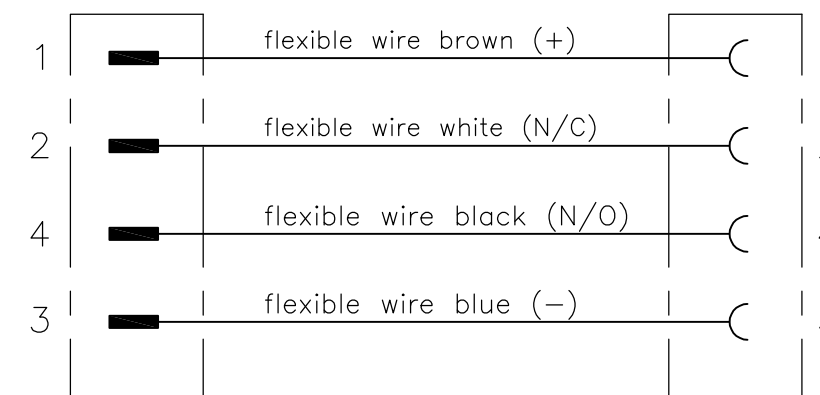 1 flexible wire brown (+)
2 flexible wire white (N/C)
4 flexible wire black (N/O)
3 flexible wire blue (−)